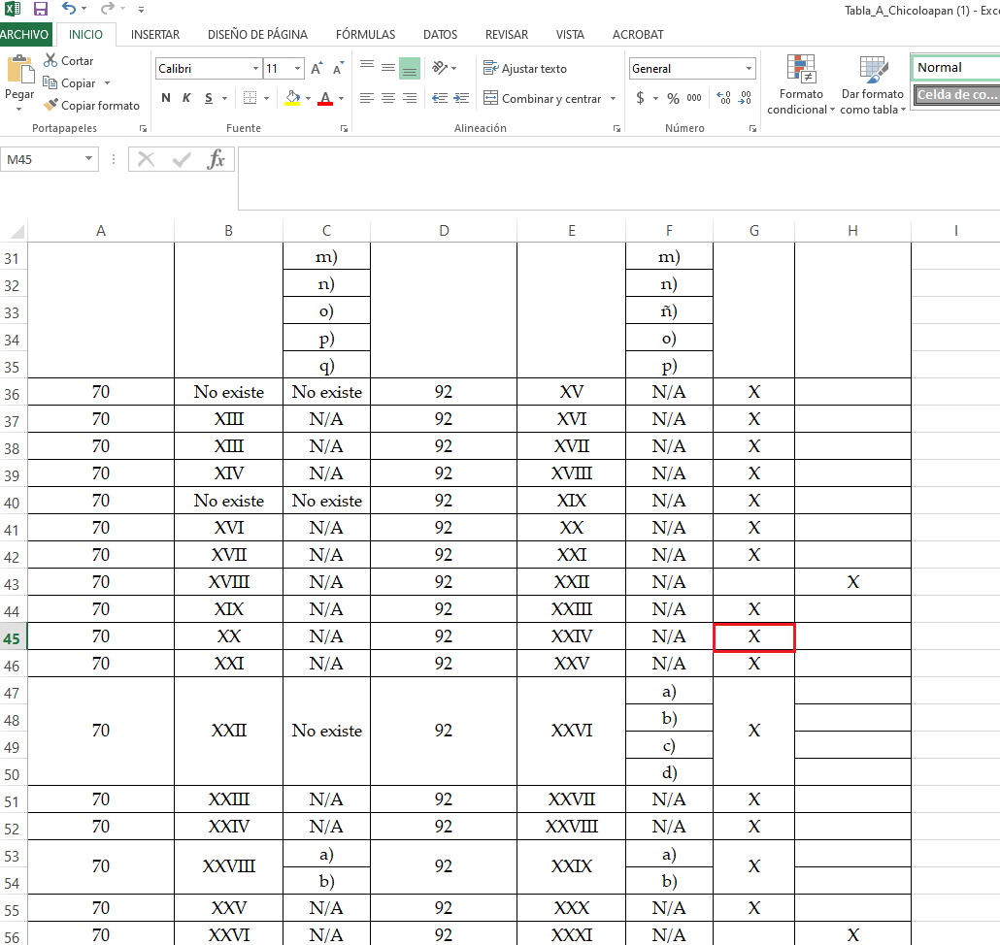 Tabla_A_Chicoloapan (1) - Exce
ARCHIVO INICIO INSERTAR DISEÑO DE PÁGINA FÓRMULAS DATOS REVISAR VISTA ACROBAT
Pegar
Cortar
Copiar
Copiar formato
Portapapeles
Calibri 11
N K S
Fuente
Ajustar texto
Combinar y centrar
Alineación
General
$ % 000
Número
Formato condicional
Dar formato como tabla
Normal
Celda de co...
M45 fx
A B C D E F G H I
31 m) m)
32 n) n)
33 o) ñ)
34 p) o)
35 q) p)
36 70 No existe No existe 92 XV N/A X
37 70 XIII N/A 92 XVI N/A X
38 70 XIII N/A 92 XVII N/A X
39 70 XIV N/A 92 XVIII N/A X
40 70 No existe No existe 92 XIX N/A X
41 70 XVI N/A 92 XX N/A X
42 70 XVII N/A 92 XXI N/A X
43 70 XVIII N/A 92 XXII N/A X
44 70 XIX N/A 92 XXIII N/A X
45 70 XX N/A 92 XXIV N/A X
46 70 XXI N/A 92 XXV N/A X
47 a)
48 b)
70 XXII No existe 92 XXVI X
49 c)
50 d)
51 70 XXIII N/A 92 XXVII N/A X
52 70 XXIV N/A 92 XXVIII N/A X
53 a) a)
70 XXVIII 92 XXIX X
54 b) b)
55 70 XXV N/A 92 XXX N/A X
56 70 XXVI N/A 92 XXXI N/A X